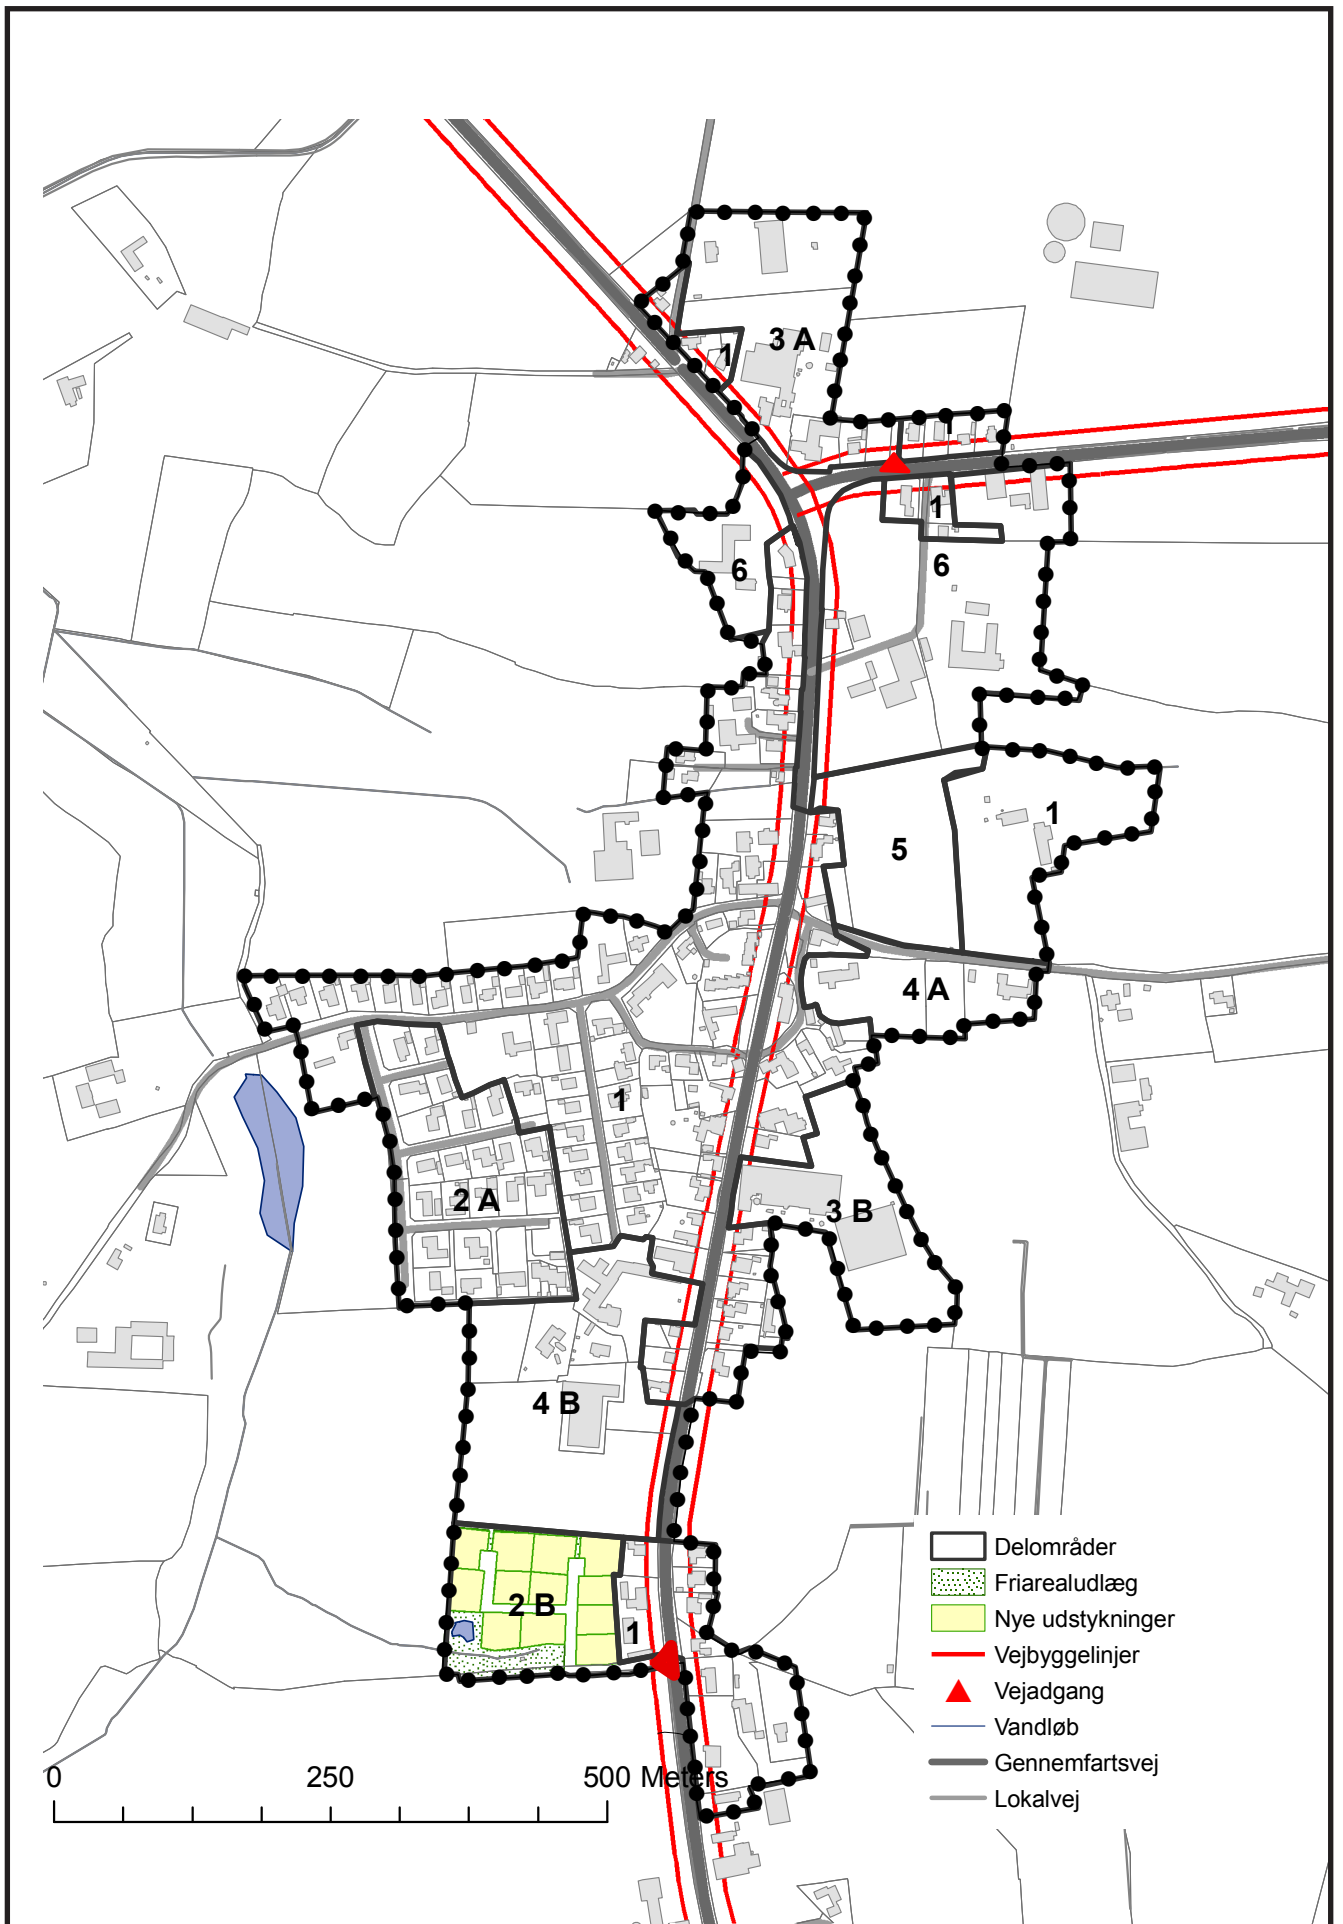 3 A
1
1
1
6
6
1
5
4 A
1
2 A
3 B
4 B
2 B
1
Delområder
Friarealudlæg
Nye udstykninger
Vejbyggelinjer
Vejadgang
Vandløb
Gennemfartsvej
Lokalvej
0 250 500 Meters